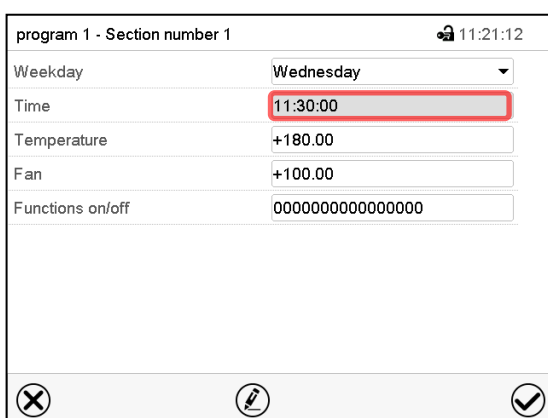 program 1 - Section number 1 11:21:12
Weekday Wednesday
Time 11:30:00
Temperature +180.00
Fan +100.00
Functions on/off 0000000000000000